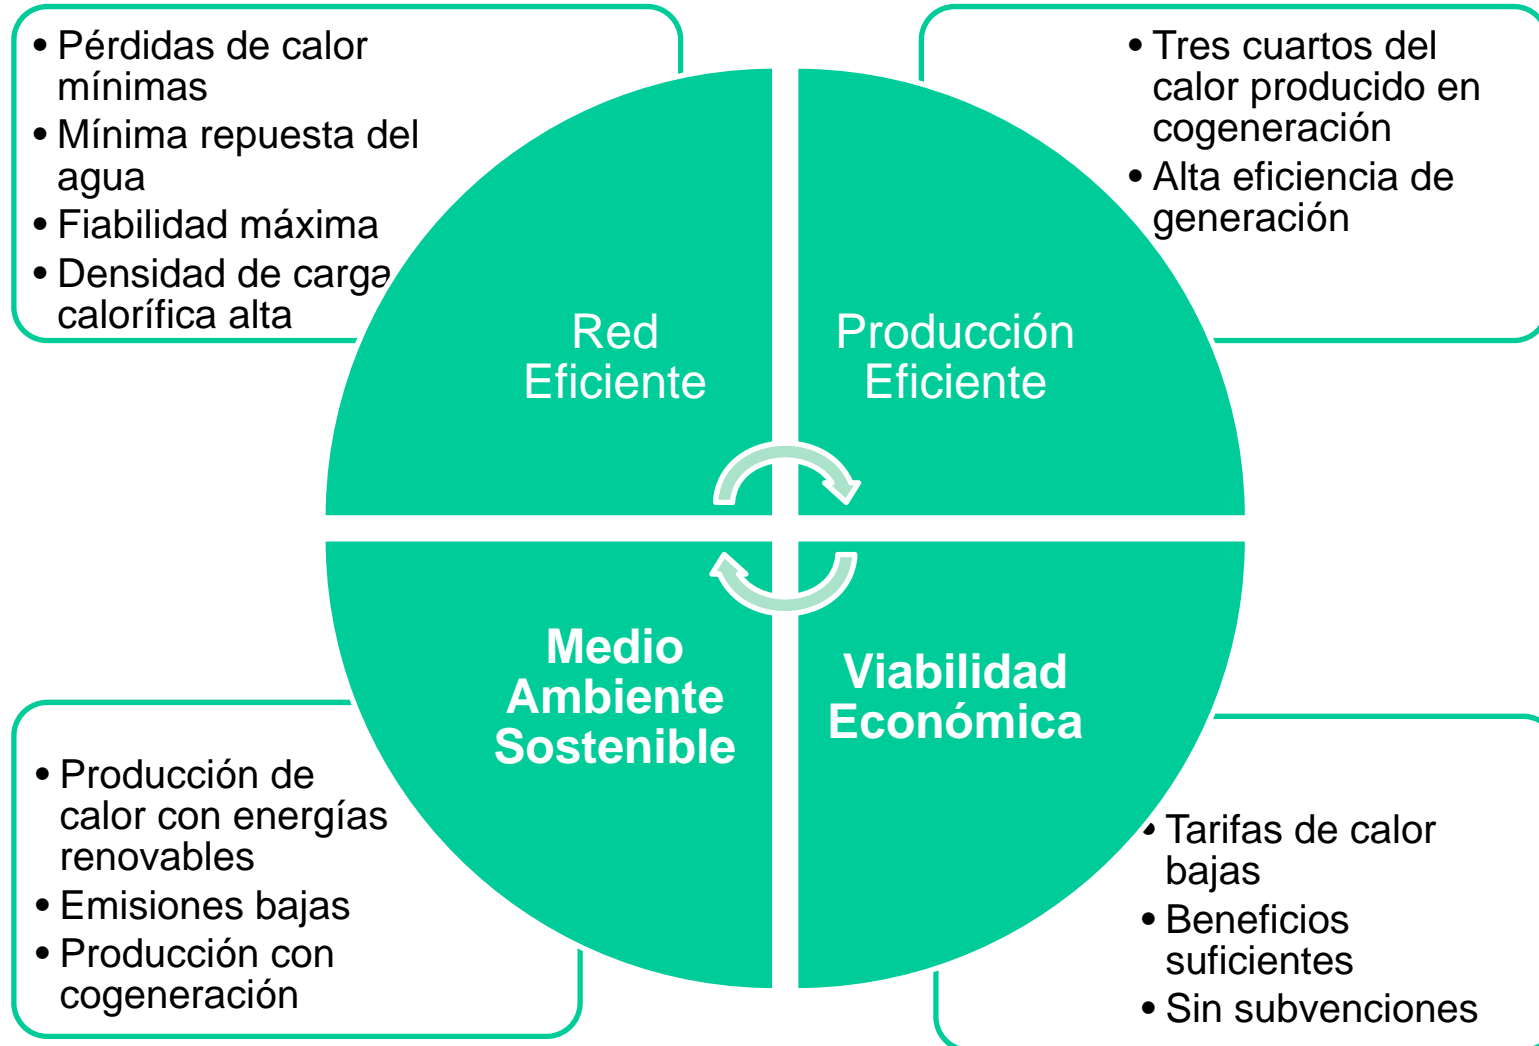 • Pérdidas de calor
mínimas
• Mínima repuesta del
agua
• Fiabilidad máxima
• Densidad de carga
calorífica alta
• Tres cuartos del
calor producido en
cogeneración
• Alta eficiencia de
generación
Red
Eficiente
Producción
Eficiente
Medio
Ambiente
Sostenible
Viabilidad
Económica
• Producción de
calor con energías
renovables
• Emisiones bajas
• Producción con
cogeneración
• Tarifas de calor
bajas
• Beneficios
suficientes
• Sin subvenciones